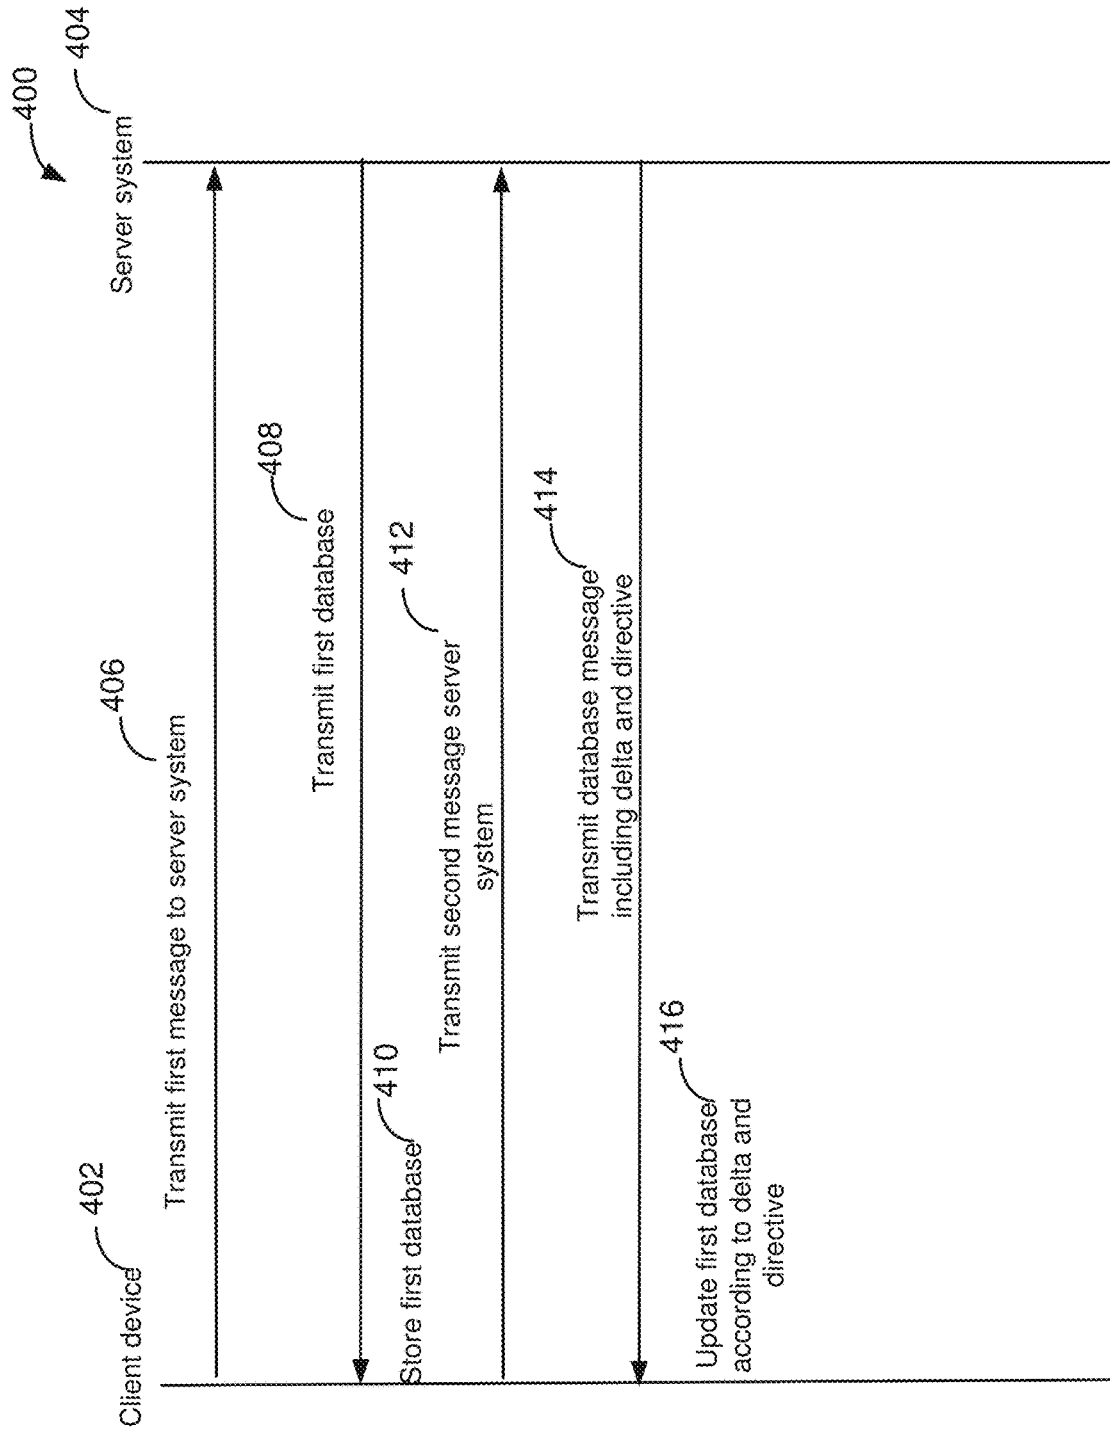 400
Client device
402
Server system
404
Transmit first message to server system
406
Transmit first database
408
Store first database
410
Transmit second message server
system
412
Transmit database message
including delta and directive
414
Update first database
according to delta and
directive
416